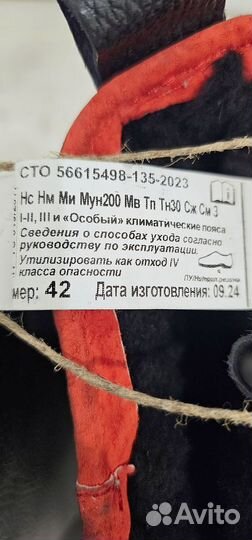 СТО 56615498-135-2023
Нс Нм Ми Мун200 Мв Тп Тн30 Сж См З
I-II, III и «Особый» климатические пояса
Сведения о способах ухода согласно
руководству по эксплуатации.
Утилизировать как отход IV
класса опасности
мер: 42 Дата изготовления: 09.24
Avito